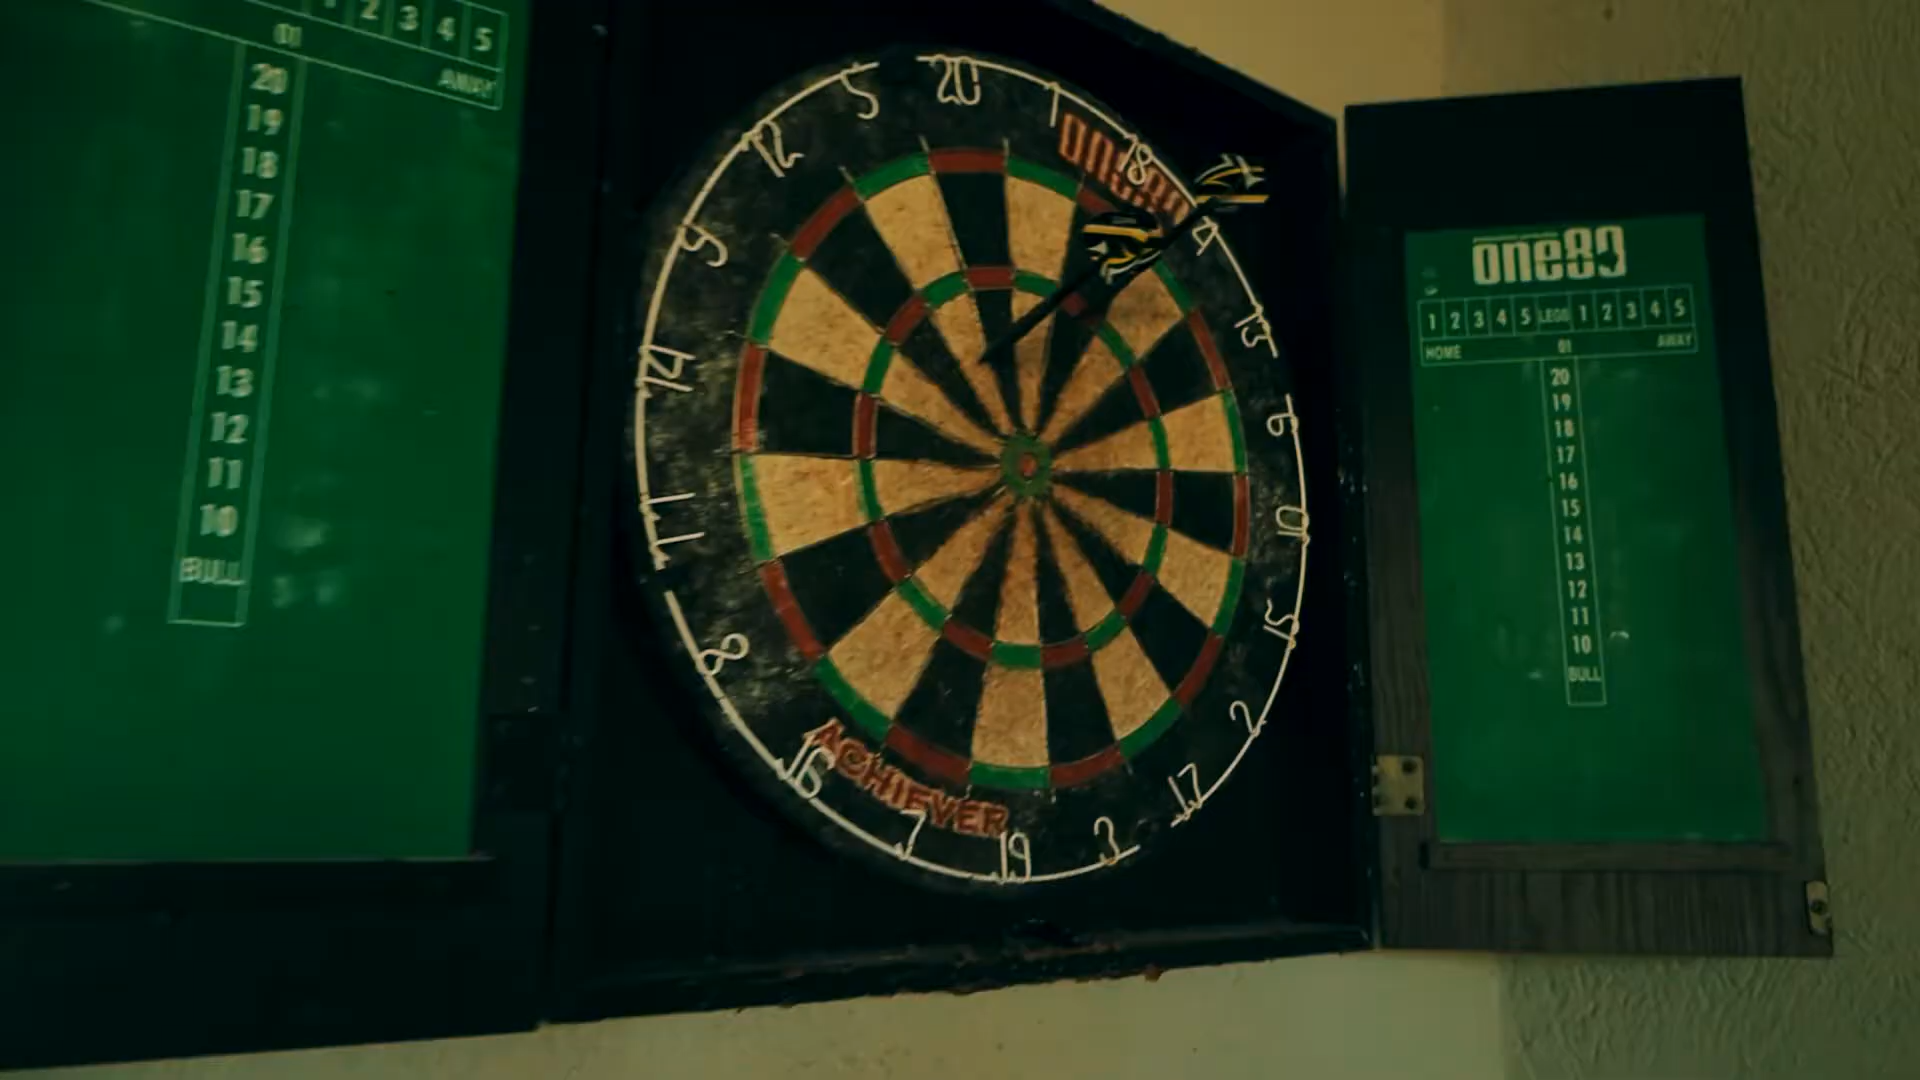 1 2 3 4 5
01
AWAY
20
19
18
17
16
15
14
13
12
11
10
BULL
5 20 1
12 18
9 4
14 13
11 6
8 10
16 15
7 2
19 3 17
one80
ACHIEVER
one80
1 2 3 4 5 LEGS 1 2 3 4 5
HOME 01 AWAY
20
19
18
17
16
15
14
13
12
11
10
BULL